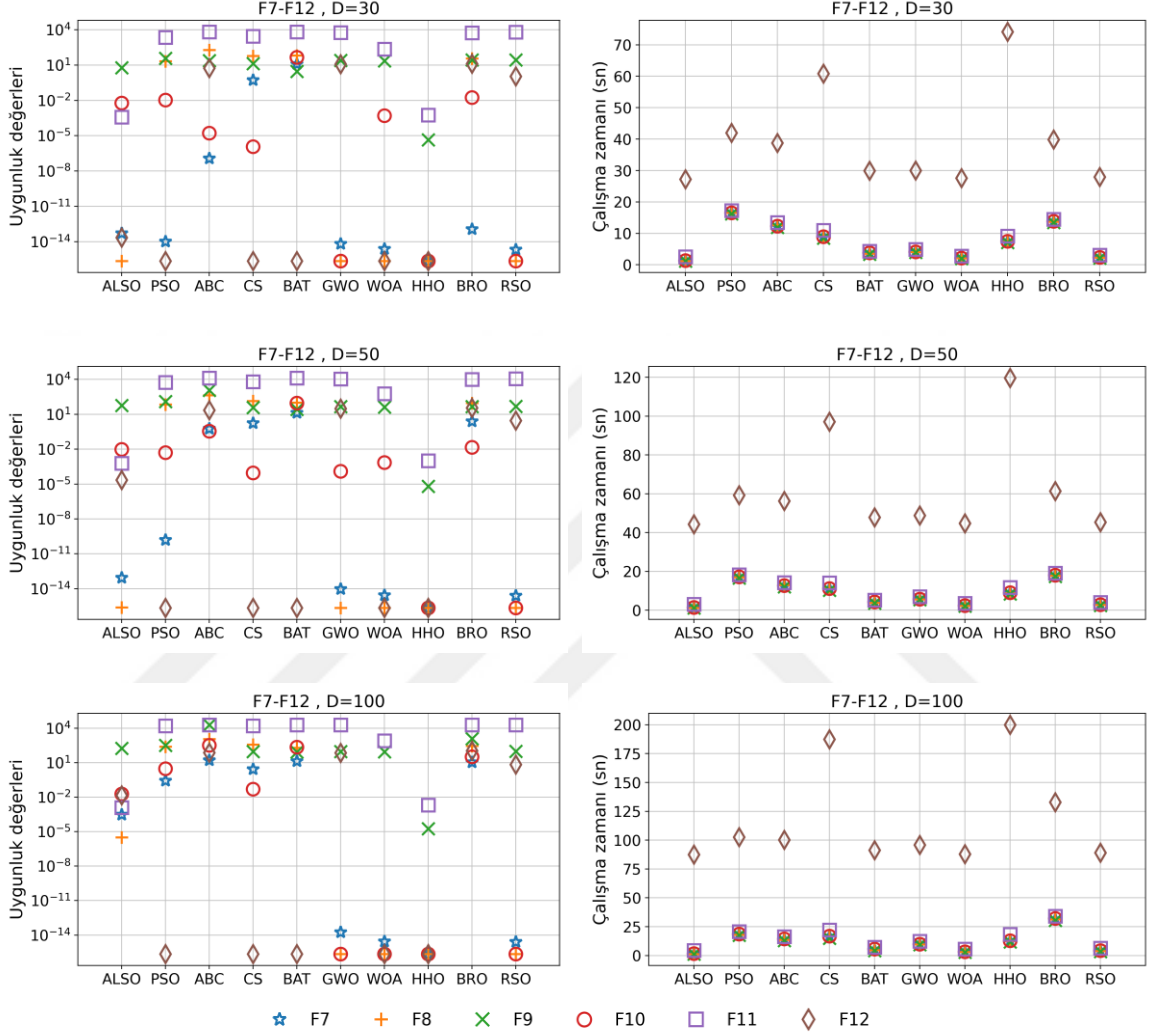 F7-F12 , D=30
Uygunluk değerleri
10^4
10^1
10^-2
10^-5
10^-8
10^-11
10^-14
ALSO PSO ABC CS BAT GWO WOA HHO BRO RSO
F7-F12 , D=30
Çalışma zamanı (sn)
70
60
50
40
30
20
10
0
ALSO PSO ABC CS BAT GWO WOA HHO BRO RSO
F7-F12 , D=50
Uygunluk değerleri
10^4
10^1
10^-2
10^-5
10^-8
10^-11
10^-14
ALSO PSO ABC CS BAT GWO WOA HHO BRO RSO
F7-F12 , D=50
Çalışma zamanı (sn)
120
100
80
60
40
20
0
ALSO PSO ABC CS BAT GWO WOA HHO BRO RSO
F7-F12 , D=100
Uygunluk değerleri
10^4
10^1
10^-2
10^-5
10^-8
10^-11
10^-14
ALSO PSO ABC CS BAT GWO WOA HHO BRO RSO
F7-F12 , D=100
Çalışma zamanı (sn)
200
175
150
125
100
75
50
25
0
ALSO PSO ABC CS BAT GWO WOA HHO BRO RSO
F7 F8 F9 F10 F11 F12